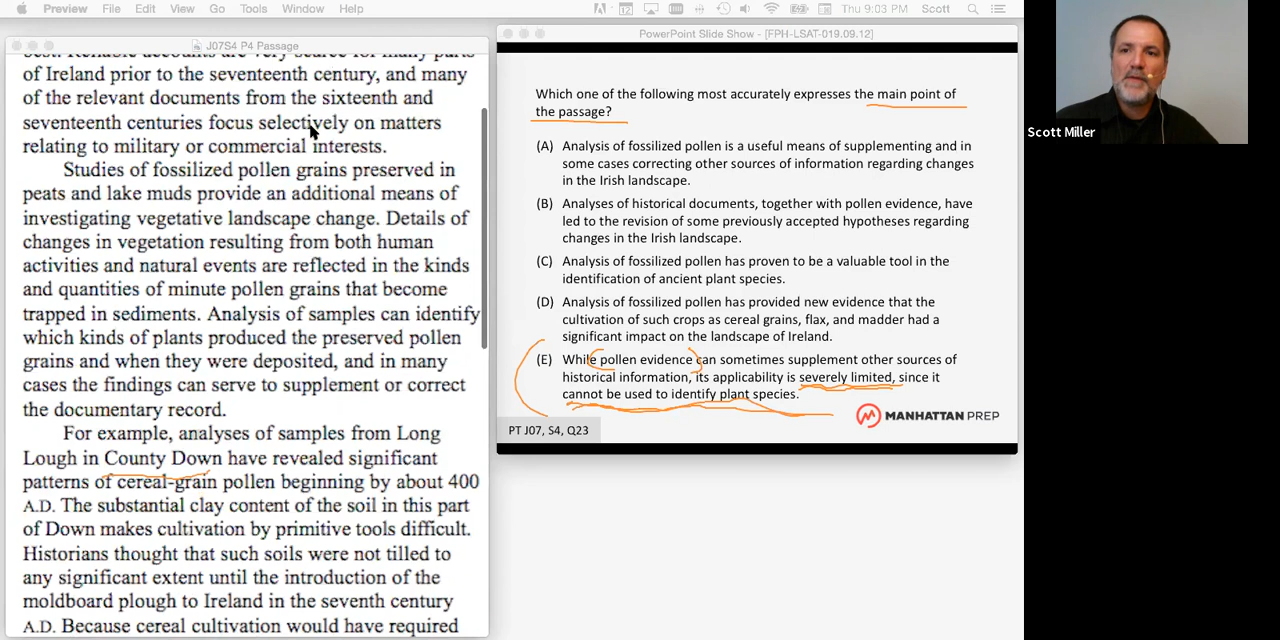 Preview File Edit View Go Tools Window Help
12 Thu 9:03 PM Scott
J07S4 P4 Passage
of Ireland prior to the seventeenth century, and many
of the relevant documents from the sixteenth and
seventeenth centuries focus selectively on matters
relating to military or commercial interests.
Studies of fossilized pollen grains preserved in
peats and lake muds provide an additional means of
investigating vegetative landscape change. Details of
changes in vegetation resulting from both human
activities and natural events are reflected in the kinds
and quantities of minute pollen grains that become
trapped in sediments. Analysis of samples can identify
which kinds of plants produced the preserved pollen
grains and when they were deposited, and in many
cases the findings can serve to supplement or correct
the documentary record.
For example, analyses of samples from Long
Lough in County Down have revealed significant
patterns of cereal-grain pollen beginning by about 400
A.D. The substantial clay content of the soil in this part
of Down makes cultivation by primitive tools difficult.
Historians thought that such soils were not tilled to
any significant extent until the introduction of the
moldboard plough to Ireland in the seventh century
A.D. Because cereal cultivation would have required
PowerPoint Slide Show - [FPH-LSAT-019.09.12]
Which one of the following most accurately expresses the main point of
the passage?
(A) Analysis of fossilized pollen is a useful means of supplementing and in
some cases correcting other sources of information regarding changes
in the Irish landscape.
(B) Analyses of historical documents, together with pollen evidence, have
led to the revision of some previously accepted hypotheses regarding
changes in the Irish landscape.
(C) Analysis of fossilized pollen has proven to be a valuable tool in the
identification of ancient plant species.
(D) Analysis of fossilized pollen has provided new evidence that the
cultivation of such crops as cereal grains, flax, and madder had a
significant impact on the landscape of Ireland.
(E) While pollen evidence can sometimes supplement other sources of
historical information, its applicability is severely limited, since it
cannot be used to identify plant species.
MANHATTAN PREP
PT J07, S4, Q23
Scott Miller